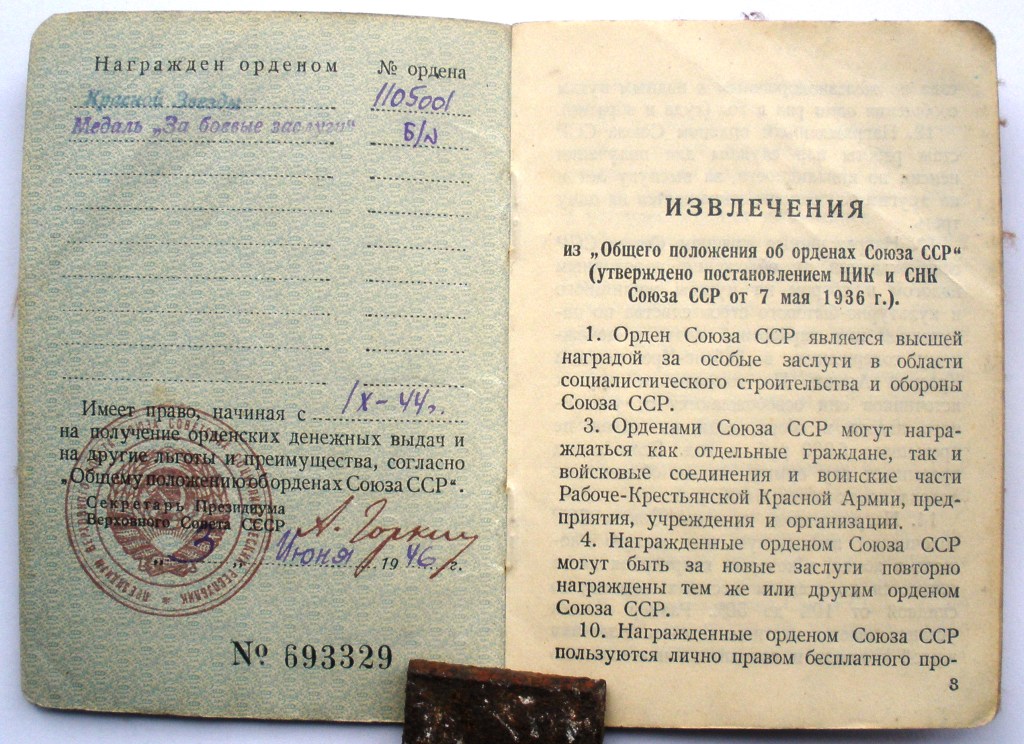 Награжден орденом № ордена
Красной Звезды 1105001
Медаль „За боевые заслуги“ Б/N
Имеет право, начиная с IX-44 г.
на получение орденских денежных выдач и
на другие льготы и преимущества, согласно
„Общему положению об орденах Союза ССР“.
Секретарь Президиума
Верховного Совета СССР
А. Горкин
„3“ Июня 1946 г.
№ 693329
ИЗВЛЕЧЕНИЯ
из „Общего положения об орденах Союза ССР“
(утверждено постановлением ЦИК и СНК
Союза ССР от 7 мая 1936 г.).
1. Орден Союза ССР является высшей
наградой за особые заслуги в области
социалистического строительства и обороны
Союза ССР.
3. Орденами Союза ССР могут награ-
ждаться как отдельные граждане, так и
войсковые соединения и воинские части
Рабоче-Крестьянской Красной Армии, пред-
приятия, учреждения и организации.
4. Награжденные орденом Союза ССР
могут быть за новые заслуги повторно
награждены тем же или другим орденом
Союза ССР.
10. Награжденные орденом Союза ССР
пользуются лично правом бесплатного про-
3